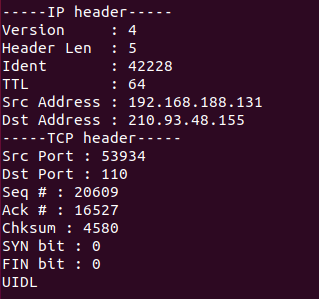 -----IP header-----
Version     : 4
Header Len  : 5
Ident       : 42228
TTL         : 64
Src Address : 192.168.188.131
Dst Address : 210.93.48.155
-----TCP header-----
Src Port : 53934
Dst Port : 110
Seq # : 20609
Ack # : 16527
Chksum : 4580
SYN bit : 0
FIN bit : 0
UIDL